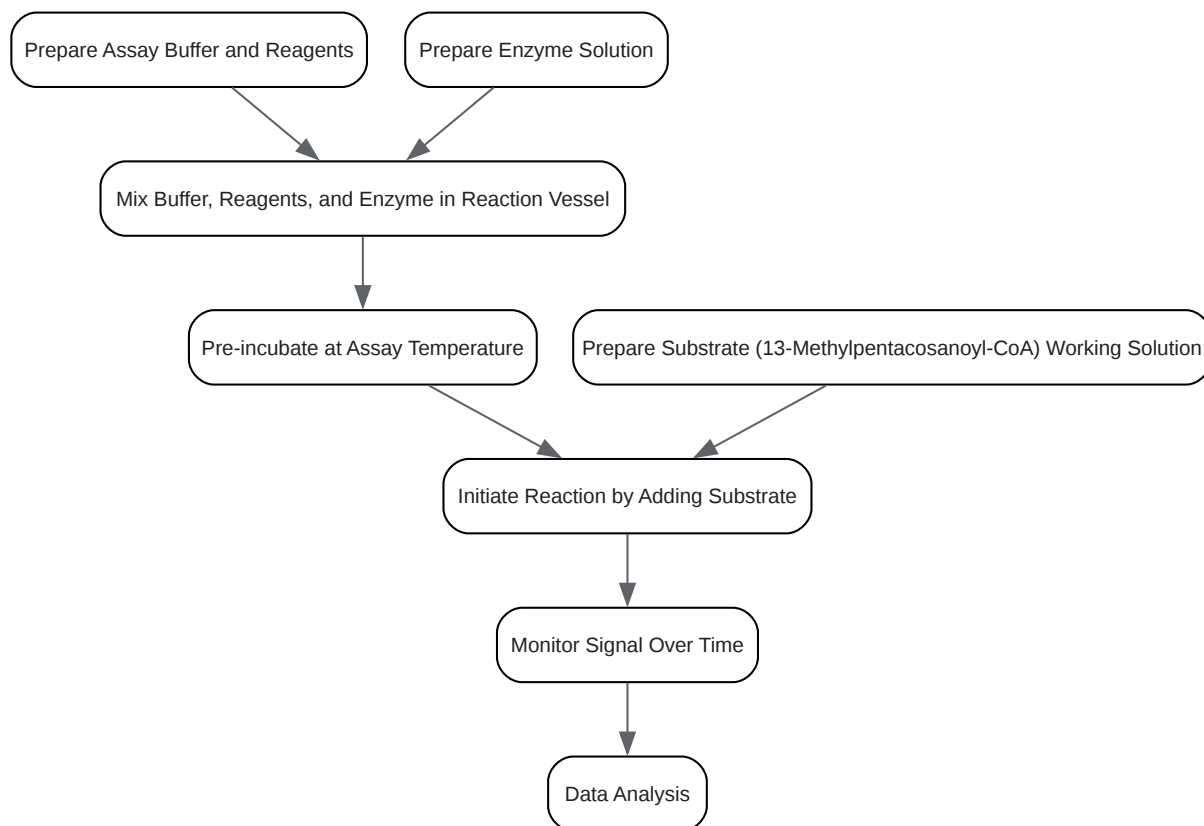 Prepare Assay Buffer and Reagents
Prepare Enzyme Solution
Mix Buffer, Reagents, and Enzyme in Reaction Vessel
Pre-incubate at Assay Temperature
Prepare Substrate (13-Methylpentacosanoyl-CoA) Working Solution
Initiate Reaction by Adding Substrate
Monitor Signal Over Time
Data Analysis